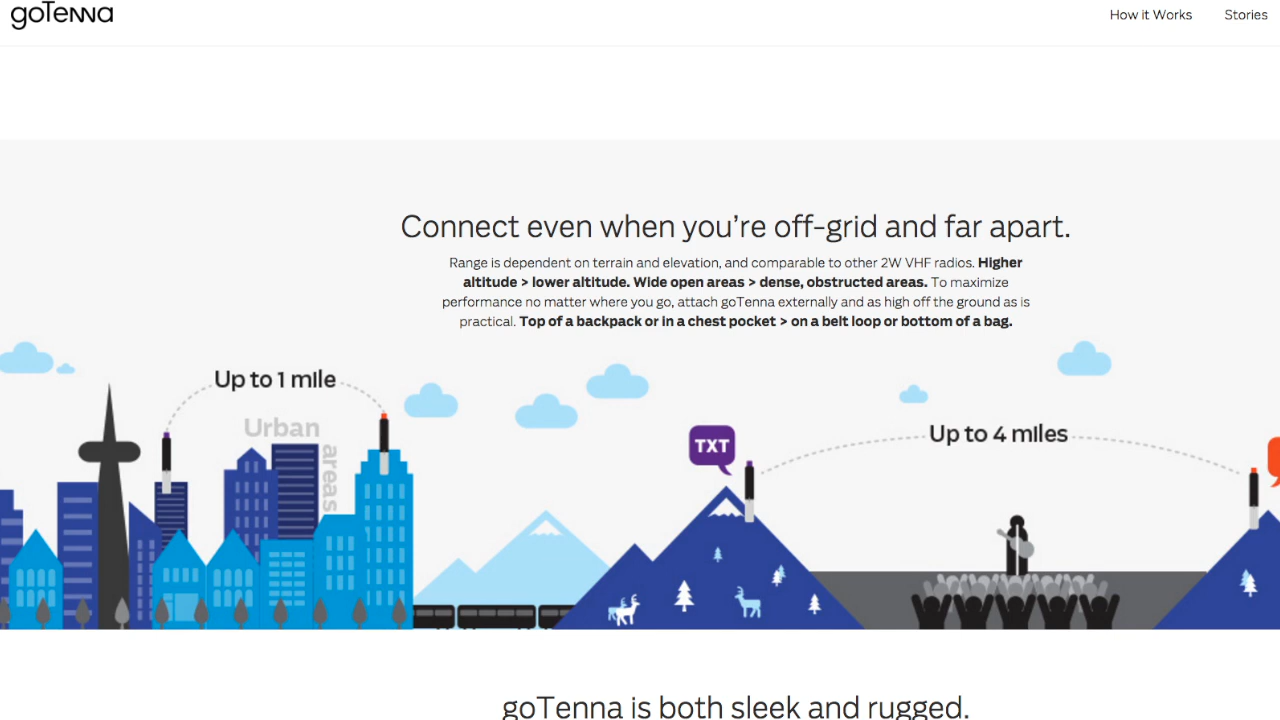 goTenna
How it Works
Stories
Connect even when you’re off-grid and far apart.
Range is dependent on terrain and elevation, and comparable to other 2W VHF radios. Higher
altitude > lower altitude. Wide open areas > dense, obstructed areas. To maximize
performance no matter where you go, attach goTenna externally and as high off the ground as is
practical. Top of a backpack or in a chest pocket > on a belt loop or bottom of a bag.
Up to 1 mile
Urban
areas
TXT
Up to 4 miles
goTenna is both sleek and rugged.